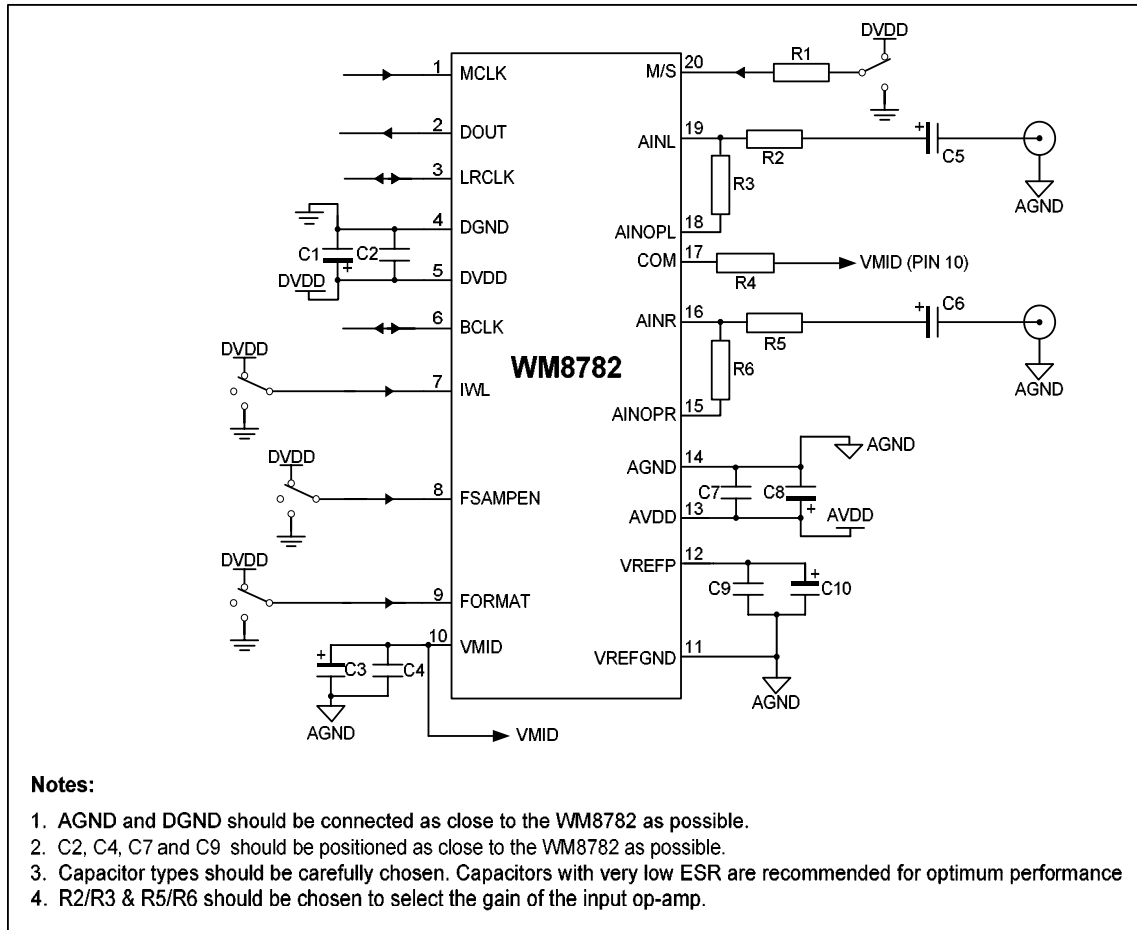 DVDD
R1
20
M/S
1
MCLK
2
DOUT
19
AINL
R2
+
C5
3
LRCLK
R3
AGND
4
DGND
18
AINOPL
C1
C2
+
17
COM
R4
VMID (PIN 10)
DVDD
5
DVDD
6
BCLK
16
AINR
R5
+
C6
DVDD
WM8782
R6
7
IWL
AGND
15
AINOPR
DVDD
14
AGND
AGND
8
FSAMPEN
C7
C8
+
13
AVDD
AVDD
DVDD
12
VREFP
9
FORMAT
C9
+
C10
10
VMID
11
VREFGND
+
C3
C4
AGND
AGND
VMID
Notes:
1. AGND and DGND should be connected as close to the WM8782 as possible.
2. C2, C4, C7 and C9 should be positioned as close to the WM8782 as possible.
3. Capacitor types should be carefully chosen. Capacitors with very low ESR are recommended for optimum performance
4. R2/R3 & R5/R6 should be chosen to select the gain of the input op-amp.